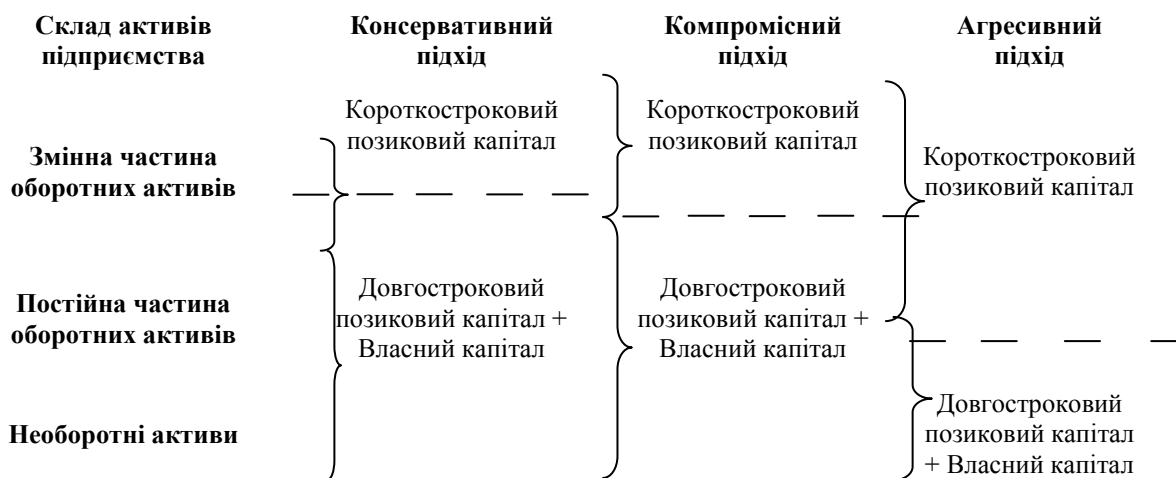 Склад активів
підприємства
Консервативний
підхід
Компромісний
підхід
Агресивний
підхід
Змінна частина
оборотних активів
Короткостроковий
позиковий капітал
Короткостроковий
позиковий капітал
Короткостроковий
позиковий капітал
Постійна частина
оборотних активів
Довгостроковий
позиковий капітал +
Власний капітал
Довгостроковий
позиковий капітал +
Власний капітал
Необоротні активи
Довгостроковий
позиковий капітал
+ Власний капітал